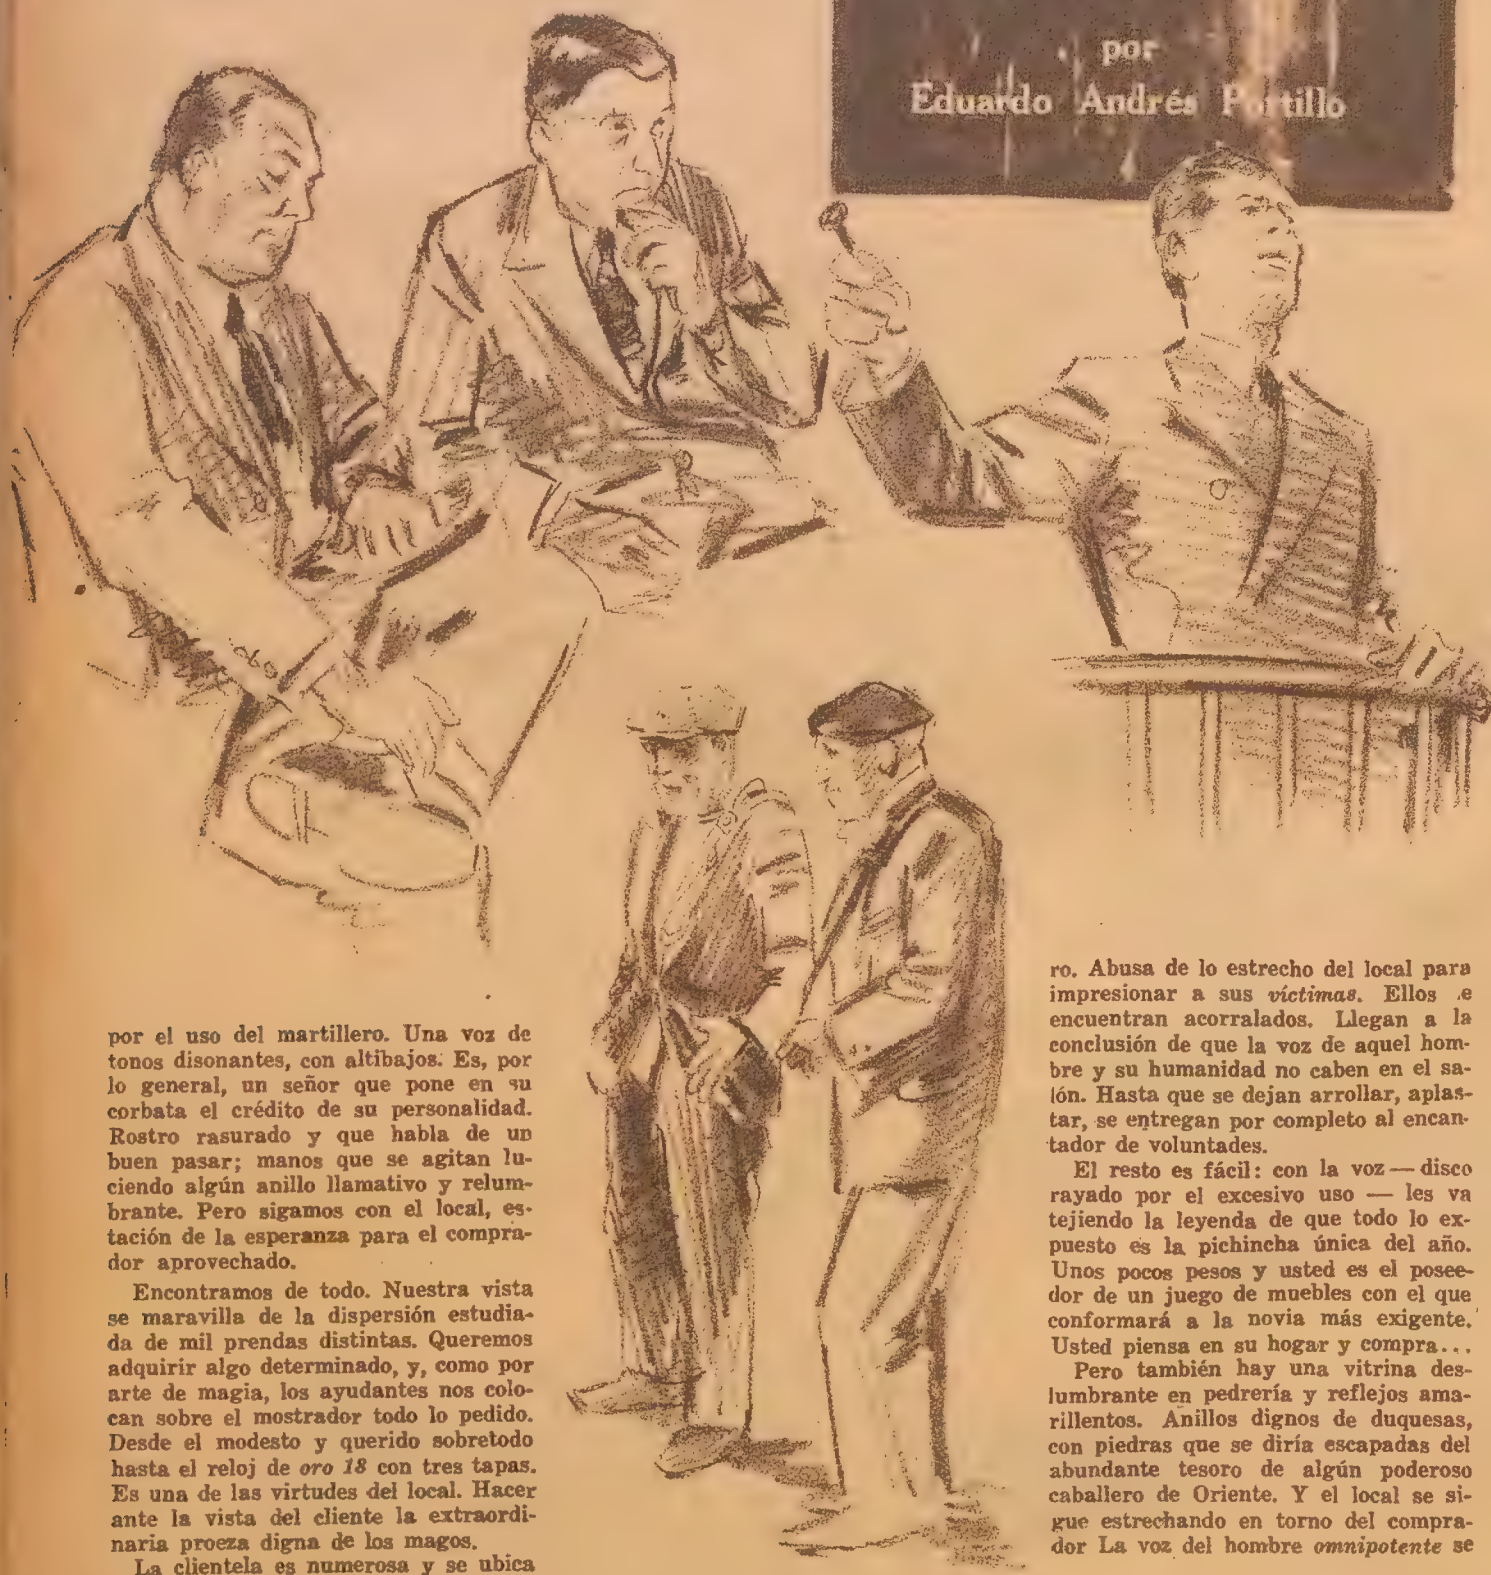 por
Eduardo Andrés Portillo
por el uso del martillero. Una voz de
tonos disonantes, con altibajos. Es, por
lo general, un señor que pone en su
corbata el crédito de su personalidad.
Rostro rasurado y que habla de un
buen pasar; manos que se agitan lu-
ciendo algún anillo llamativo y relum-
brante. Pero sigamos con el local, es-
tación de la esperanza para el compra-
dor aprovechado.
Encontramos de todo. Nuestra vista
se maravilla de la dispersión estudia-
da de mil prendas distintas. Queremos
adquirir algo determinado, y, como por
arte de magia, los ayudantes nos colo-
can sobre el mostrador todo lo pedido.
Desde el modesto y querido sobretodo
hasta el reloj de oro 18 con tres tapas.
Es una de las virtudes del local. Hacer
ante la vista del cliente la extraordi-
naria proeza digna de los magos.
La clientela es numerosa y se ubica
ro. Abusa de lo estrecho del local para
impresionar a sus víctimas. Ellos .e
encuentran acorralados. Llegan a la
conclusión de que la voz de aquel hom-
bre y su humanidad no caben en el sa-
lón. Hasta que se dejan arrollar, aplas-
tar, se entregan por completo al encan-
tador de voluntades.
El resto es fácil: con la voz — disco
rayado por el excesivo uso — les va
tejiendo la leyenda de que todo lo ex-
puesto es la pichincha única del año.
Unos pocos pesos y usted es el posee-
dor de un juego de muebles con el que
conformará a la novia más exigente.
Usted piensa en su hogar y compra...
Pero también hay una vitrina des-
lumbrante en pedrería y reflejos ama-
rillentos. Anillos dignos de duquesas,
con piedras que se diría escapadas del
abundante tesoro de algún poderoso
caballero de Oriente. Y el local se si-
gue estrechando en torno del compra-
dor La voz del hombre omnipotente se